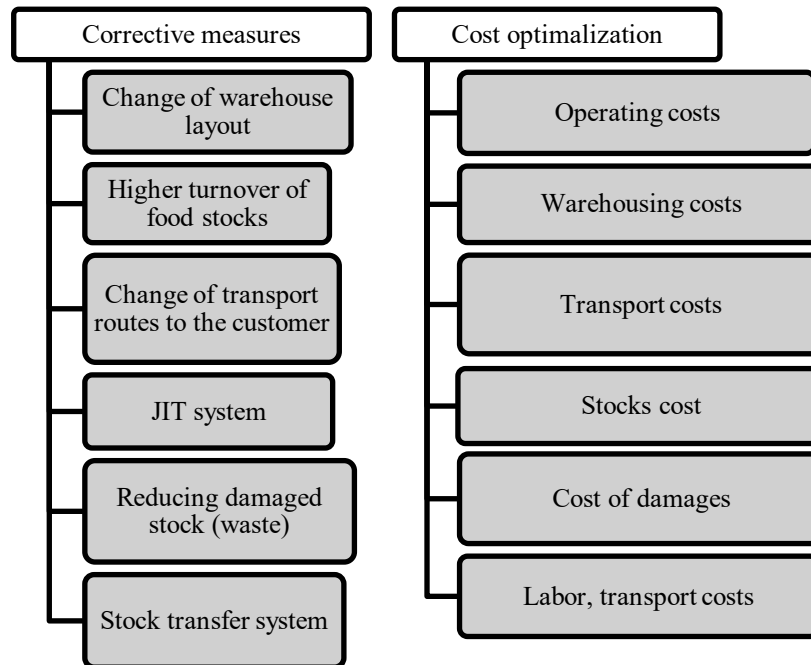 Corrective measures
Change of warehouse
layout
Higher turnover of
food stocks
Change of transport
routes to the customer
JIT system
Reducing damaged
stock (waste)
Stock transfer system
Cost optimalization
Operating costs
Warehousing costs
Transport costs
Stocks cost
Cost of damages
Labor, transport costs